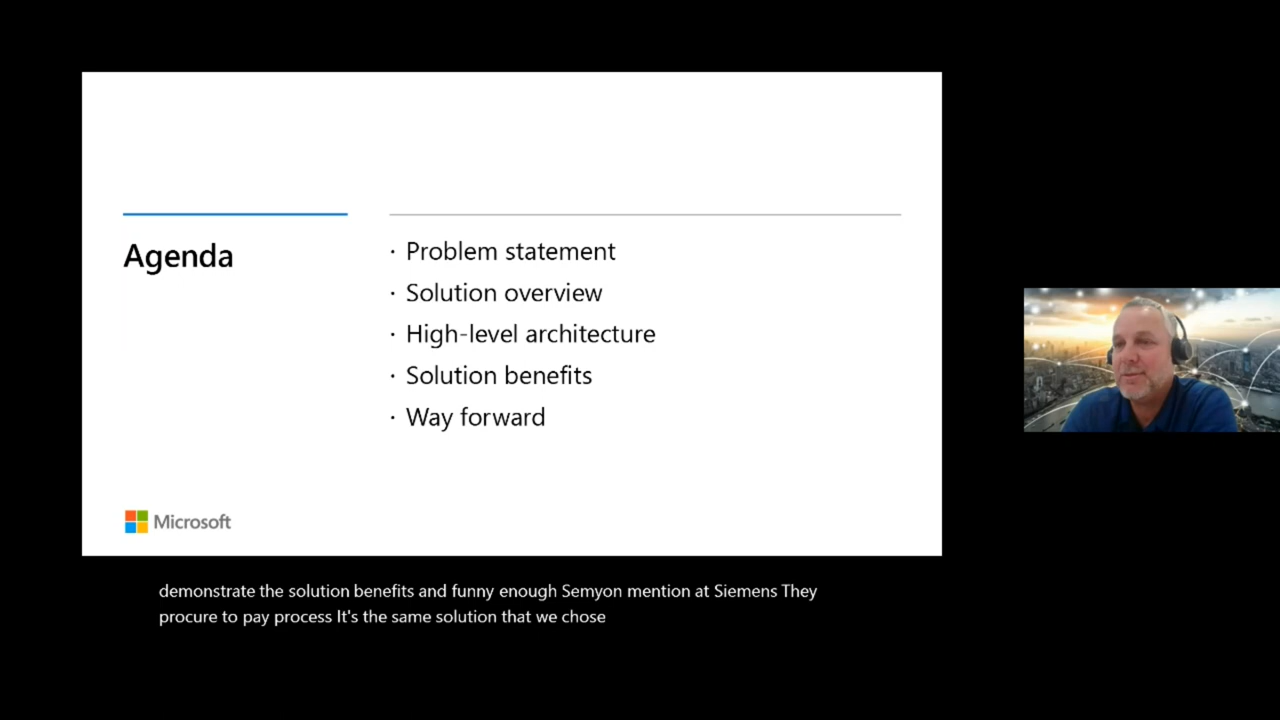 Agenda
· Problem statement
· Solution overview
· High-level architecture
· Solution benefits
· Way forward
Microsoft
demonstrate the solution benefits and funny enough Semyon mention at Siemens They
procure to pay process It's the same solution that we chose